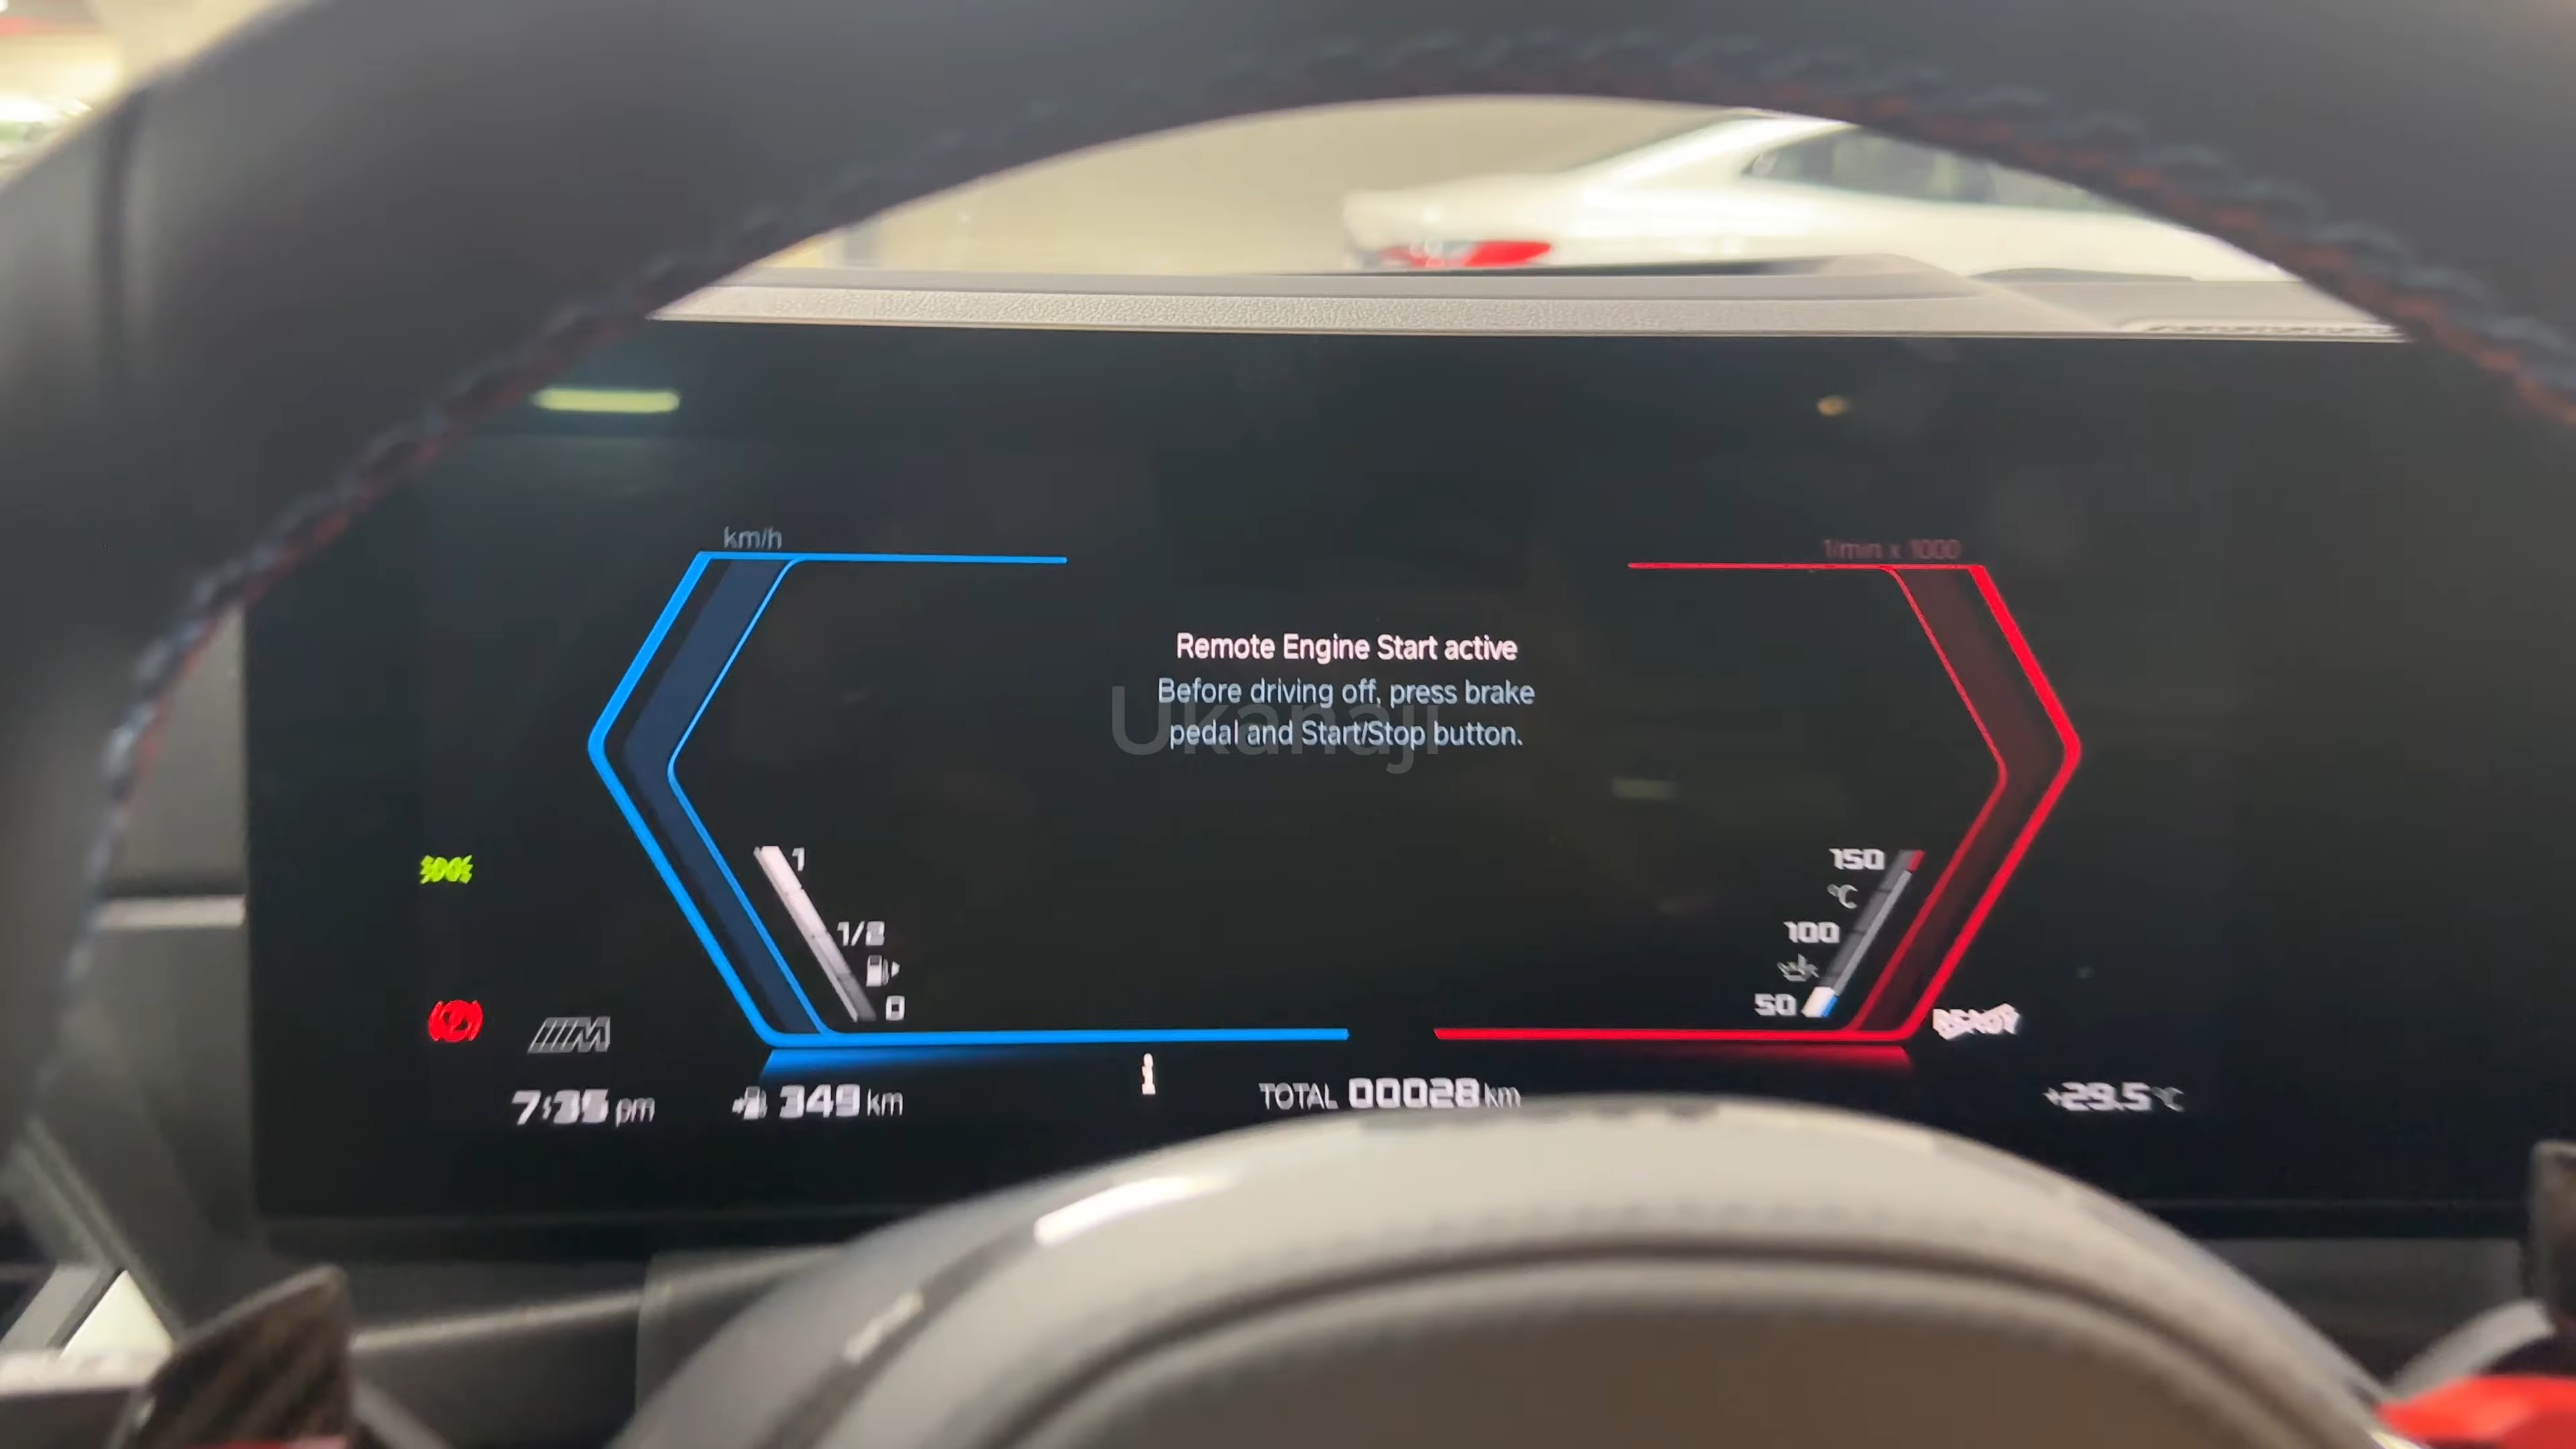 km/h
1/min x 1000
Remote Engine Start active
Before driving off, press brake
pedal and Start/Stop button.
Ukanaji
1
1/2
0
150
°C
100
50
READY
M
7:35 pm
349 km
TOTAL 00028 km
+29.5°C